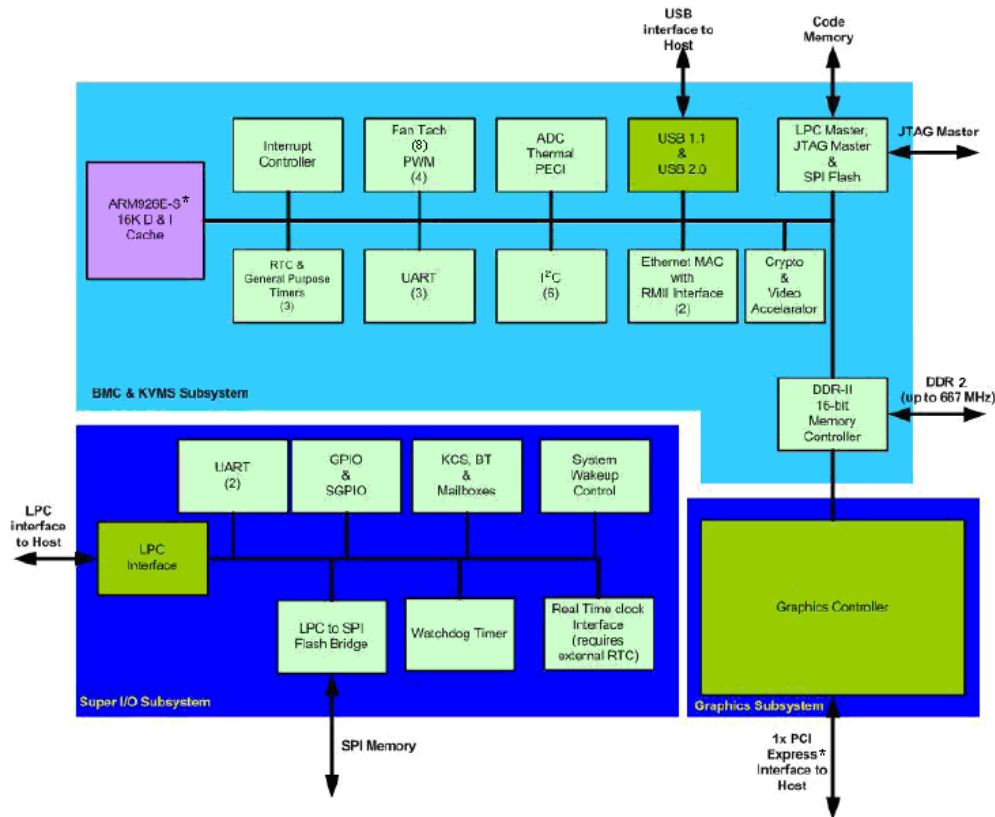 USB
interface to
Host
Code
Memory
Interrupt
Controller
Fan Tach
(8)
PWM
(4)
ADC
Thermal
PECI
USB 1.1
&
USB 2.0
LPC Master,
JTAG Master
&
SPI Flash
JTAG Master
ARM926E-S*
16K D & I
Cache
RTC &
General Purpose
Timers
(3)
UART
(3)
I²C
(6)
Ethernet MAC
with
RMII Interface
(2)
Crypto
&
Video
Accelarator
BMC & KVMS Subsystem
DDR-II
16-bit
Memory
Controller
DDR 2
(up to 667 MHz)
UART
(2)
GPIO
&
SGPIO
KCS, BT
&
Mailboxes
System
Wakeup
Control
LPC
interface
to Host
LPC
Interface
LPC to SPI
Flash Bridge
Watchdog Timer
Real Time clock
Interface
(requires
external RTC)
Super I/O Subsystem
SPI Memory
Graphics Controller
Graphics Subsystem
1x PCI
Express*
Interface to
Host